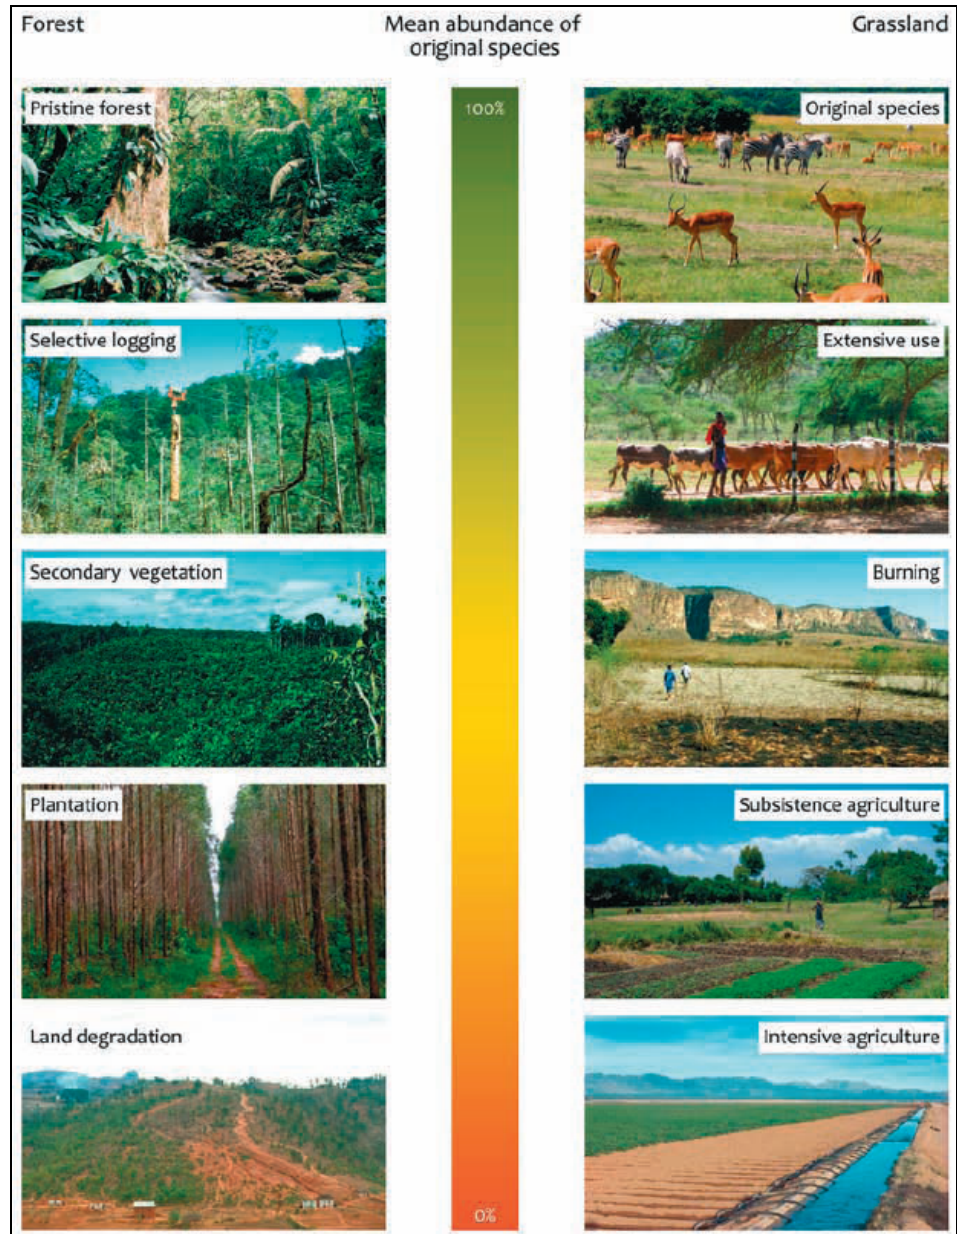 Forest
Mean abundance of
original species
Grassland
Pristine forest
100%
Original species
Selective logging
Extensive use
Secondary vegetation
Burning
Plantation
Subsistence agriculture
Land degradation
Intensive agriculture
0%